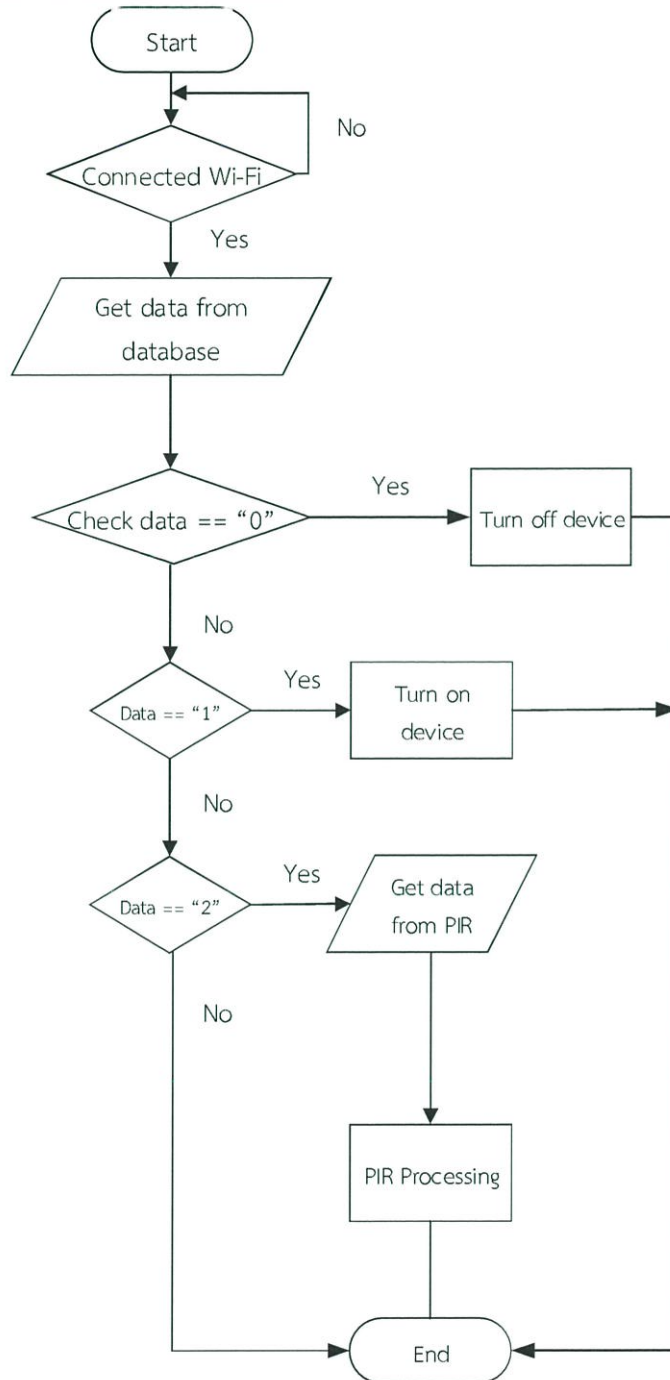 Start
No
Connected Wi-Fi
Yes
Get data from
database
Yes
Check data == “0”
Turn off device
No
Yes
Data == “1”
Turn on
device
No
Yes
Data == “2”
Get data
from PIR
No
PIR Processing
End